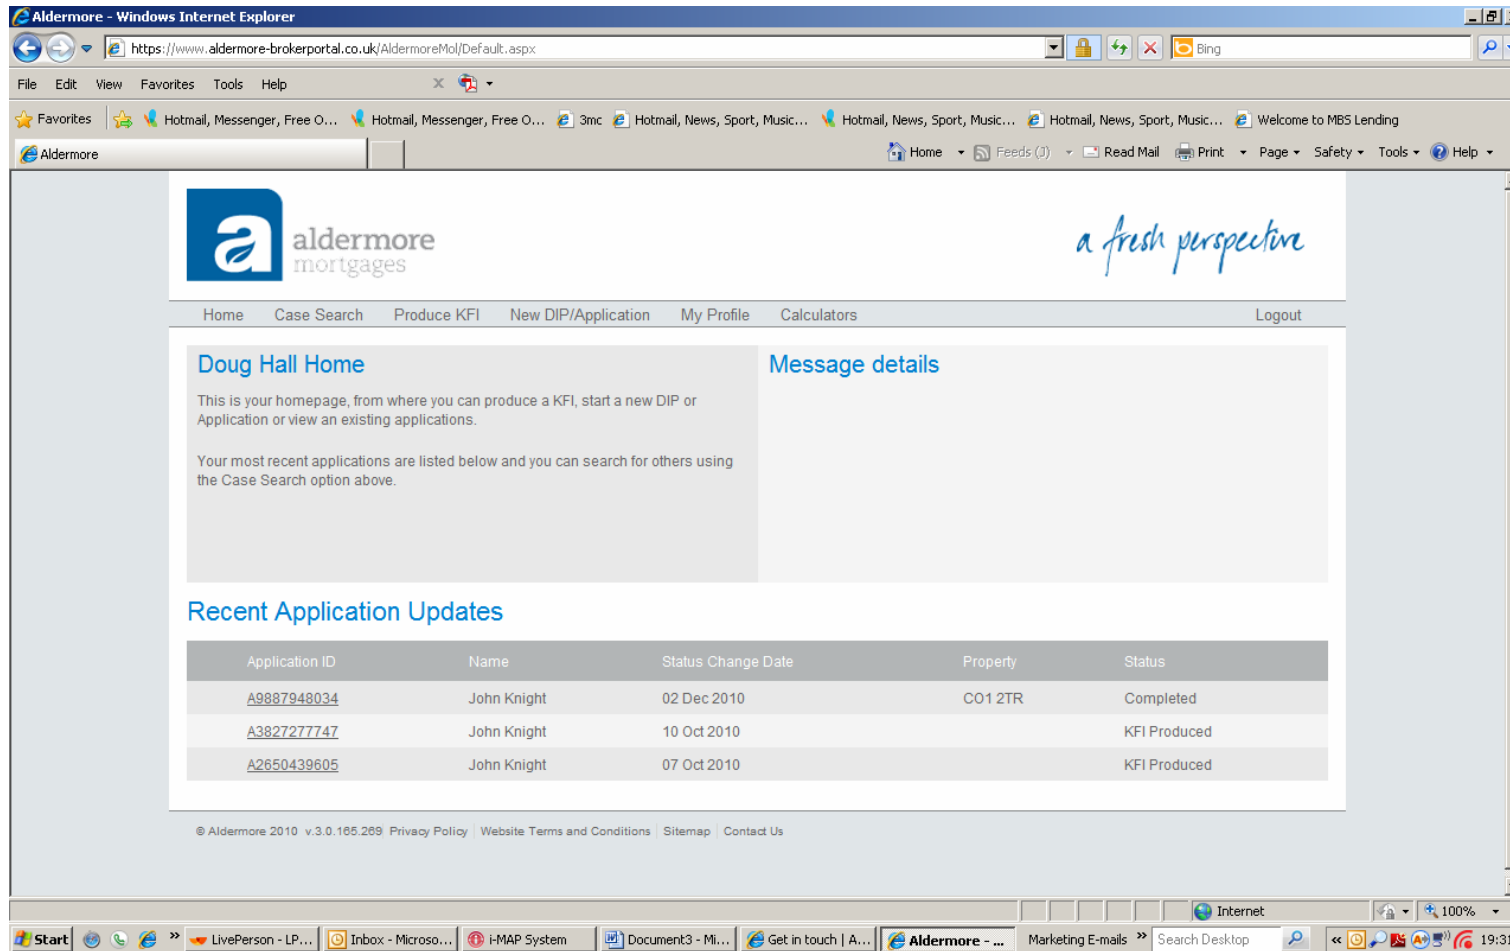 Aldermore - Windows Internet Explorer
https://www.aldermore-brokerportal.co.uk/AldermoreMol/Default.aspx
Bing
File Edit View Favorites Tools Help
Favorites Hotmail, Messenger, Free O... Hotmail, Messenger, Free O... 3mc Hotmail, News, Sport, Music... Hotmail, News, Sport, Music... Hotmail, News, Sport, Music... Welcome to MBS Lending
Aldermore Home Feeds (J) Read Mail Print Page Safety Tools Help
a aldermore
mortgages
a fresh perspective
Home Case Search Produce KFI New DIP/Application My Profile Calculators Logout
Doug Hall Home
This is your homepage, from where you can produce a KFI, start a new DIP or
Application or view an existing applications.
Your most recent applications are listed below and you can search for others using
the Case Search option above.
Message details
Recent Application Updates
Application ID Name Status Change Date Property Status
A9887948034 John Knight 02 Dec 2010 CO1 2TR Completed
A3827277747 John Knight 10 Oct 2010 KFI Produced
A2650439605 John Knight 07 Oct 2010 KFI Produced
© Aldermore 2010 v.3.0.165.269 Privacy Policy Website Terms and Conditions Sitemap Contact Us
Internet 100%
Start LivePerson - LP... Inbox - Microso... i-MAP System Document3 - Mi... Get in touch | A... Aldermore - ... Marketing E-mails Search Desktop